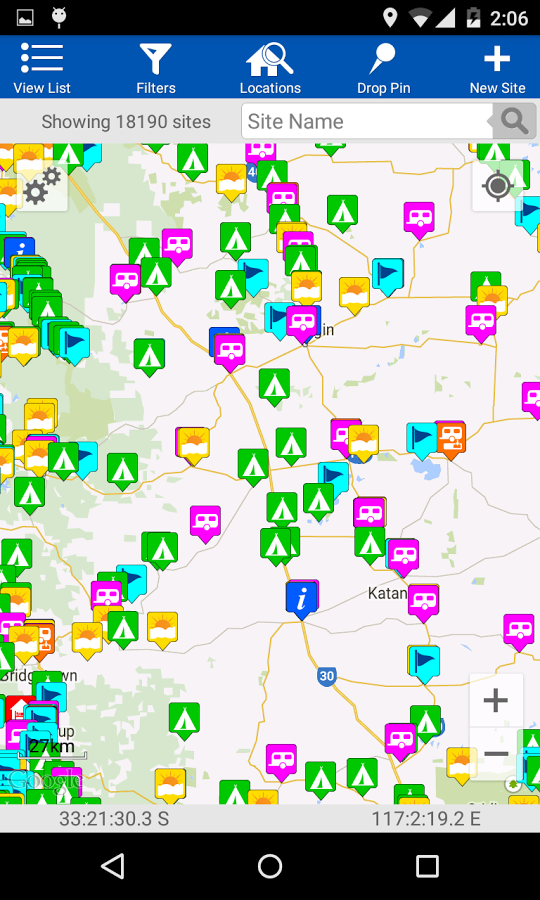 2:06
View List
Filters
Locations
Drop Pin
New Site
Showing 18190 sites
Site Name
i
i
Katan
30
27km
Google
33:21:30.3 S
117:2:19.2 E